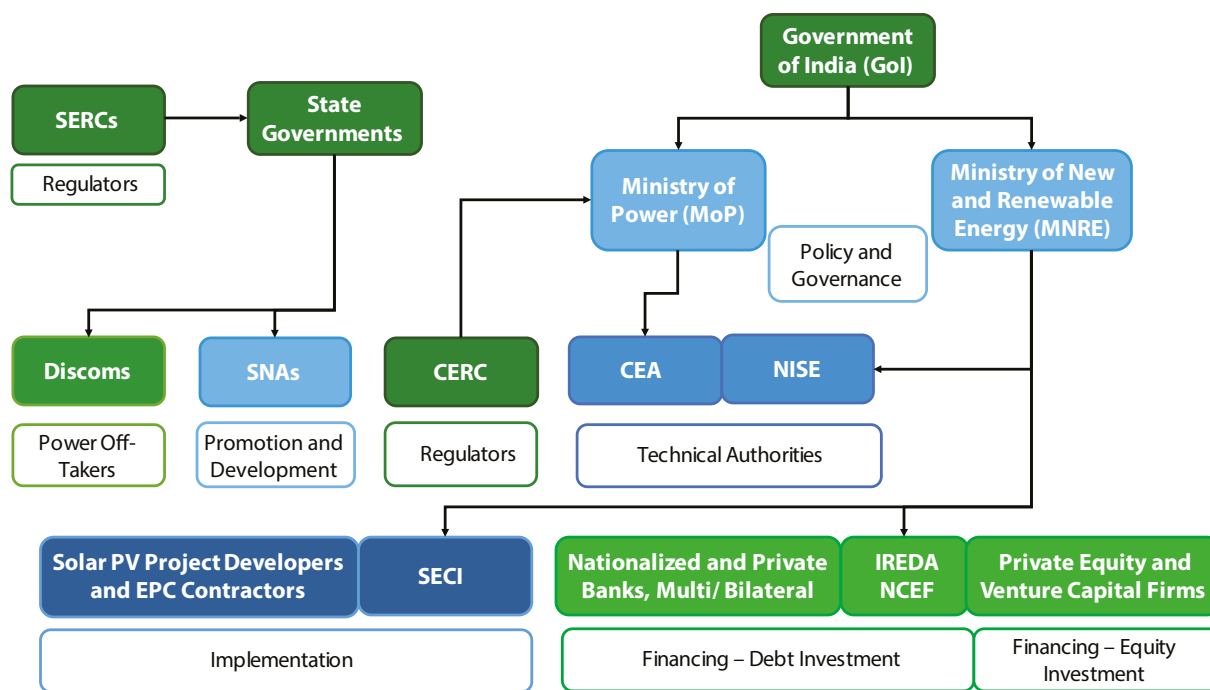 Government
of India (GoI)
SERCs
State
Governments
Regulators
Ministry of
Power (MoP)
Ministry of New
and Renewable
Energy (MNRE)
Policy and
Governance
Discoms
SNAs
CERC
CEA
NISE
Power Off-
Takers
Promotion and
Development
Regulators
Technical Authorities
Solar PV Project Developers
and EPC Contractors
SECI
Nationalized and Private
Banks, Multi/ Bilateral
IREDA
NCEF
Private Equity and
Venture Capital Firms
Implementation
Financing – Debt Investment
Financing – Equity
Investment